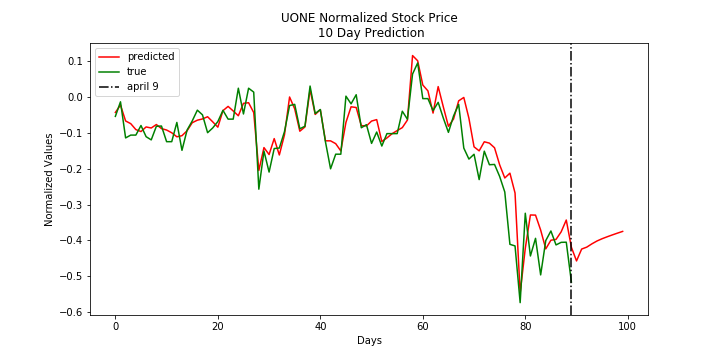 UONE Normalized Stock Price
10 Day Prediction
predicted
true
april 9
Normalized Values
0.1
0.0
−0.1
−0.2
−0.3
−0.4
−0.5
−0.6
0 20 40 60 80 100
Days